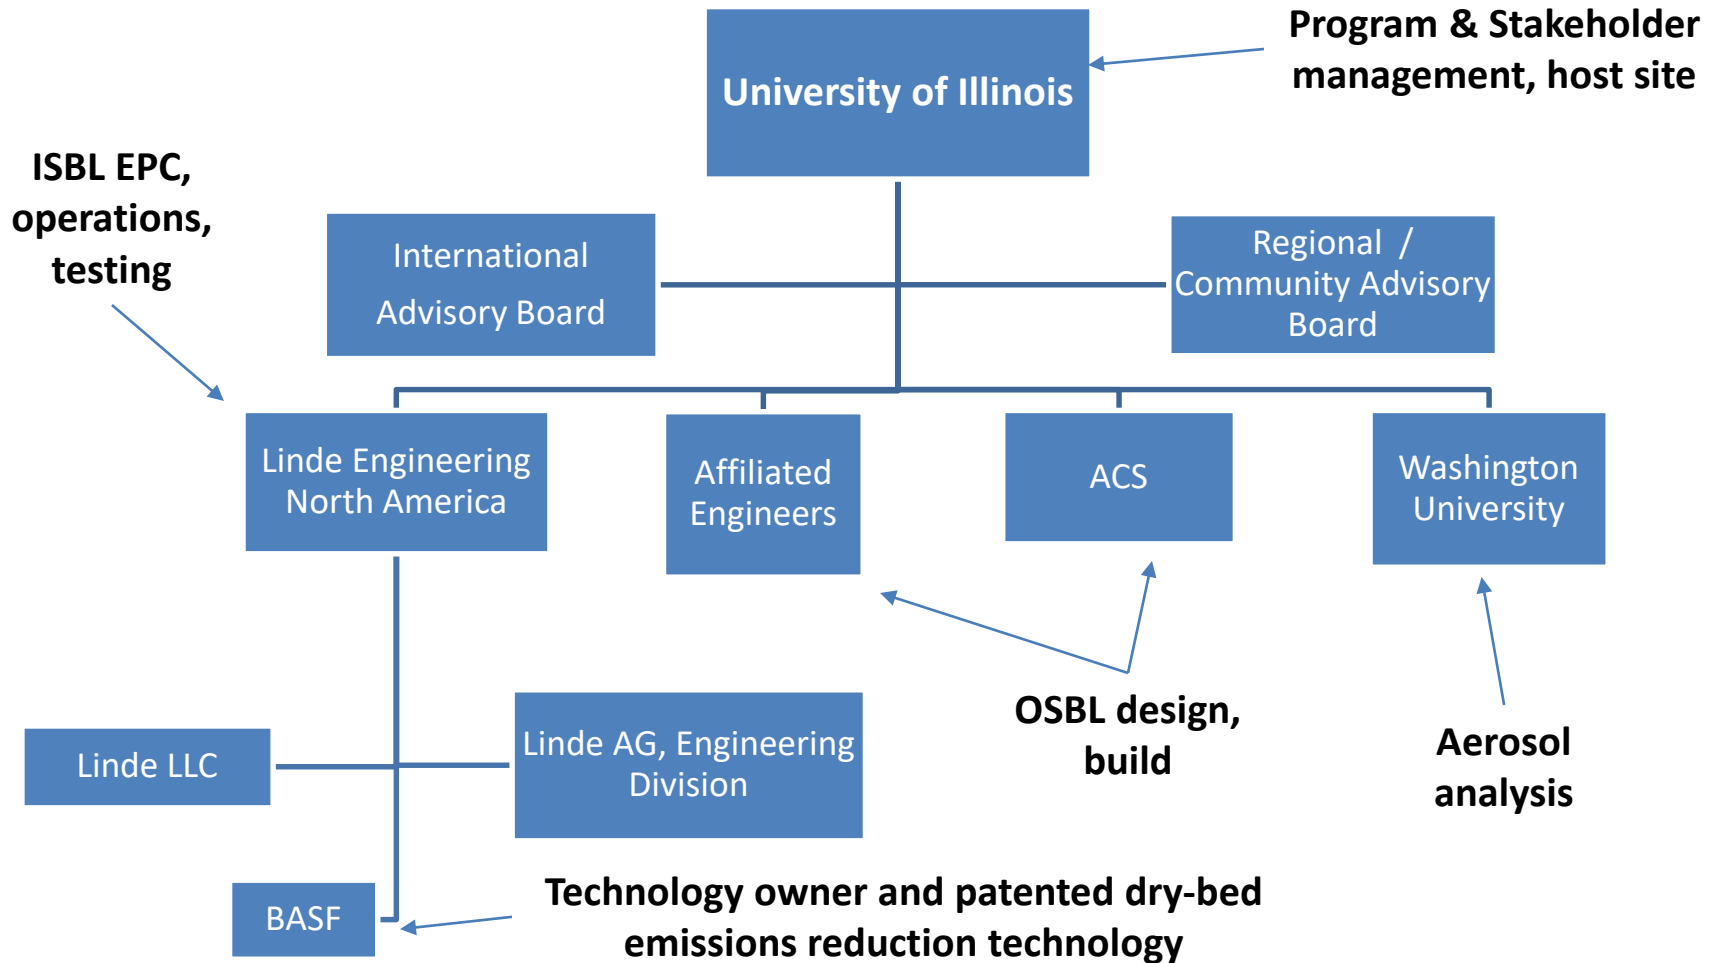 Program & Stakeholder
management, host site
University of Illinois
ISBL EPC,
operations,
testing
International
Advisory Board
Regional /
Community Advisory
Board
Linde Engineering
North America
Affiliated
Engineers
ACS
Washington
University
OSBL design,
build
Aerosol
analysis
Linde LLC
Linde AG, Engineering
Division
BASF
Technology owner and patented dry-bed
emissions reduction technology